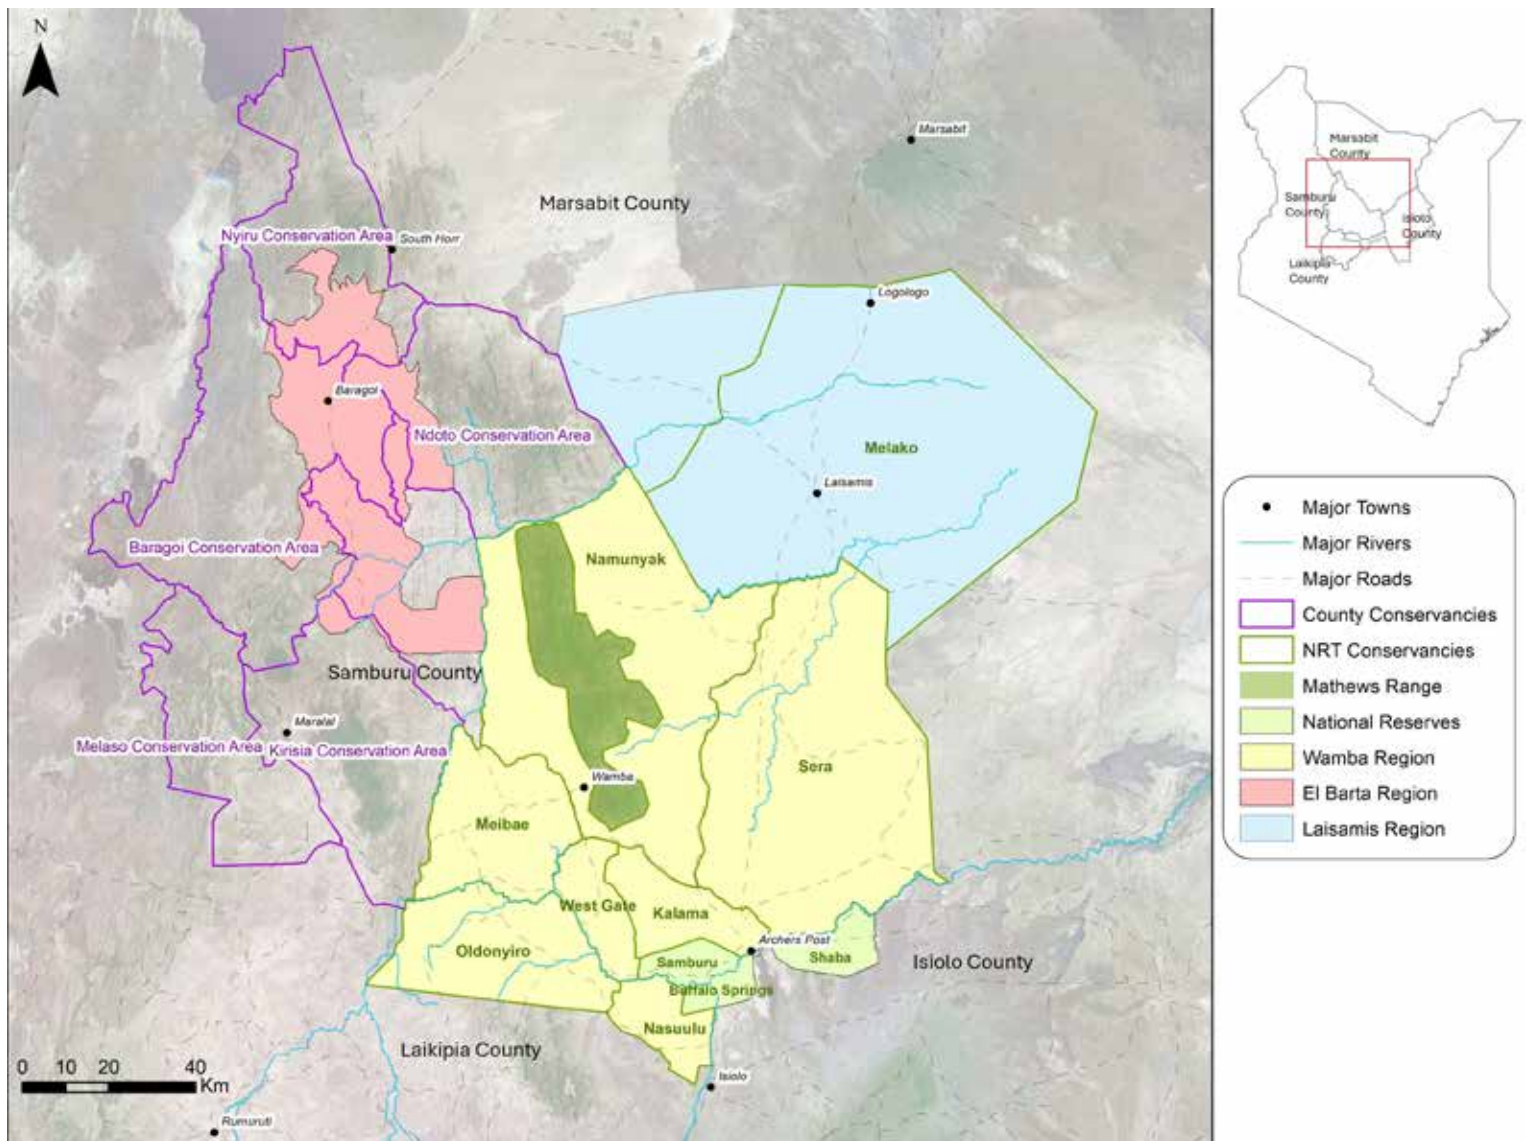 N
Marsabit
Marsabit County
Nyiru Conservation Area
South Horr
Logologo
Baragoi
Ndoto Conservation Area
Melako
Laisamis
Baragoi Conservation Area
Namunyak
Samburu County
Maralal
Melaso Conservation Area
Kirisia Conservation Area
Sera
Wamba
Meibae
West Gate
Kalama
Archers Post
Oldonyiro
Samburu
Shaba
Isiolo County
Buffalo Springs
Nasuulu
Laikipia County
Isiolo
0 10 20 40
Km
Rumuruti
Marsabit
County
Samburu
County
Isiolo
County
Laikipia
County
Major Towns
Major Rivers
Major Roads
County Conservancies
NRT Conservancies
Mathews Range
National Reserves
Wamba Region
El Barta Region
Laisamis Region